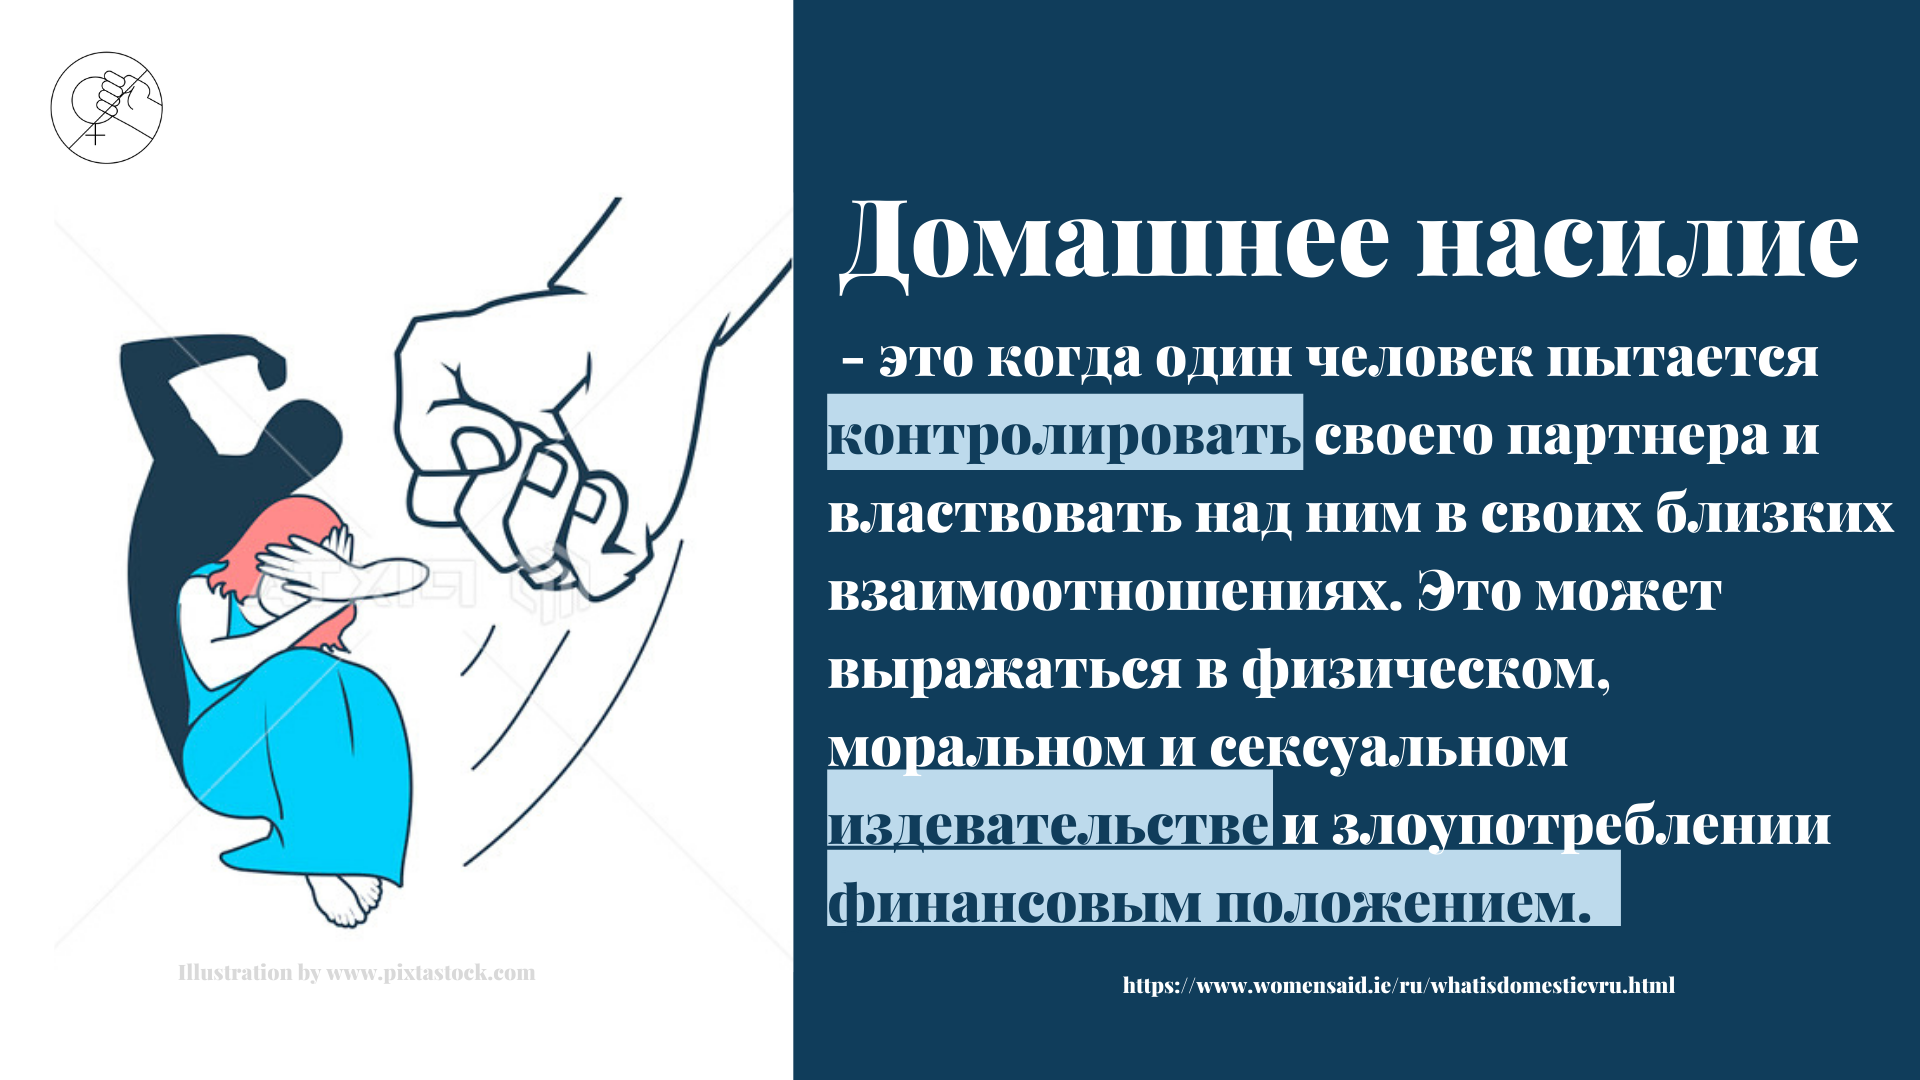 Домашнее насилие
- это когда один человек пытается
контролировать своего партнера и
властвовать над ним в своих близких
взаимоотношениях. Это может
выражаться в физическом,
моральном и сексуальном
издевательстве и злоупотреблении
финансовым положением.
Illustration by www.pixtastock.com
https://www.womensaid.ie/ru/whatisdomesticvru.html